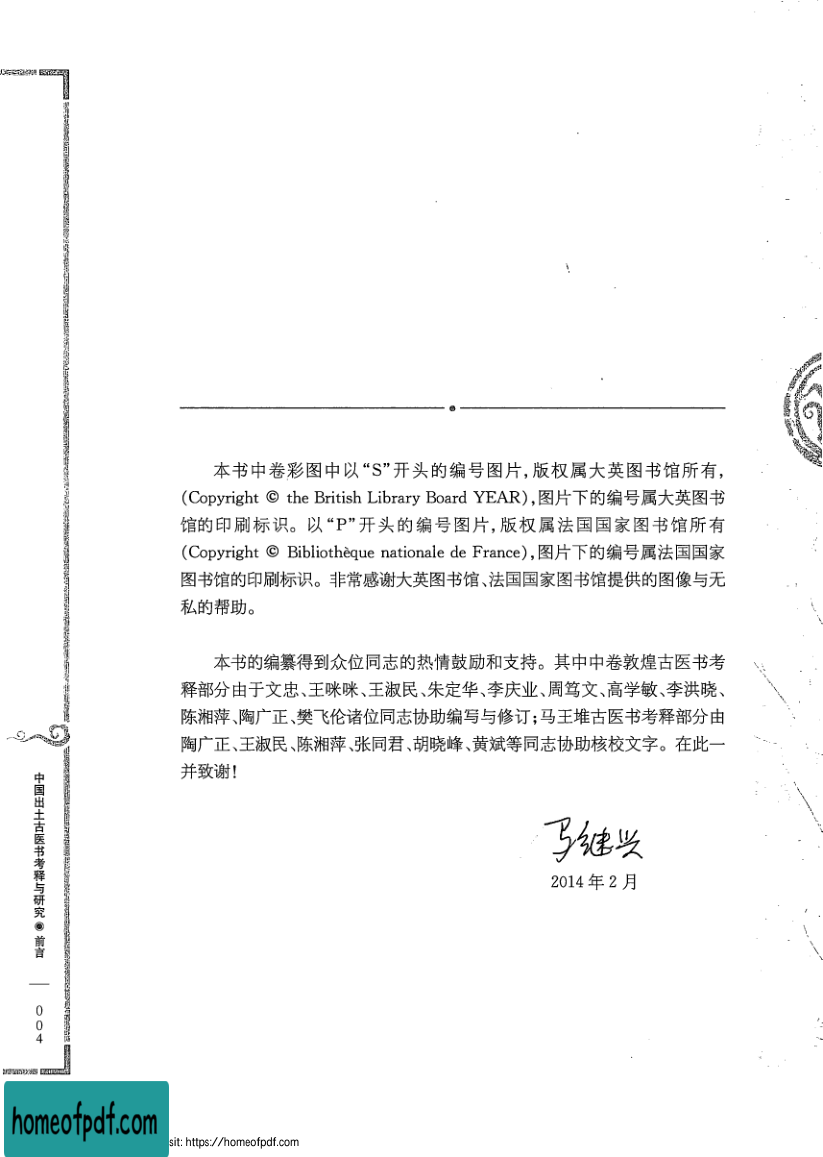 本书中卷彩图中以“S”开头的编号图片，版权属大英图书馆所有，
(Copyright © the British Library Board YEAR)，图片下的编号属大英图书
馆的印刷标识。以“P”开头的编号图片，版权属法国国家图书馆所有
(Copyright © Bibliothèque nationale de France)，图片下的编号属法国国家
图书馆的印刷标识。非常感谢大英图书馆、法国国家图书馆提供的图像与无
私的帮助。
本书的编纂得到众位同志的热情鼓励和支持。其中中卷敦煌古医书考
释部分由于文忠、王咪咪、王淑民、朱定华、李庆业、周笃文、高学敏、李洪晓、
陈湘萍、陶广正、樊飞伦诸位同志协助编写与修订；马王堆古医书考释部分由
陶广正、王淑民、陈湘萍、张同君、胡晓峰、黄斌等同志协助核校文字。在此一
并致谢！
马继兴
2014年2月
中国出土古医书考释与研究◉前言
004
homeofpdf.com
sit: https://homeofpdf.com